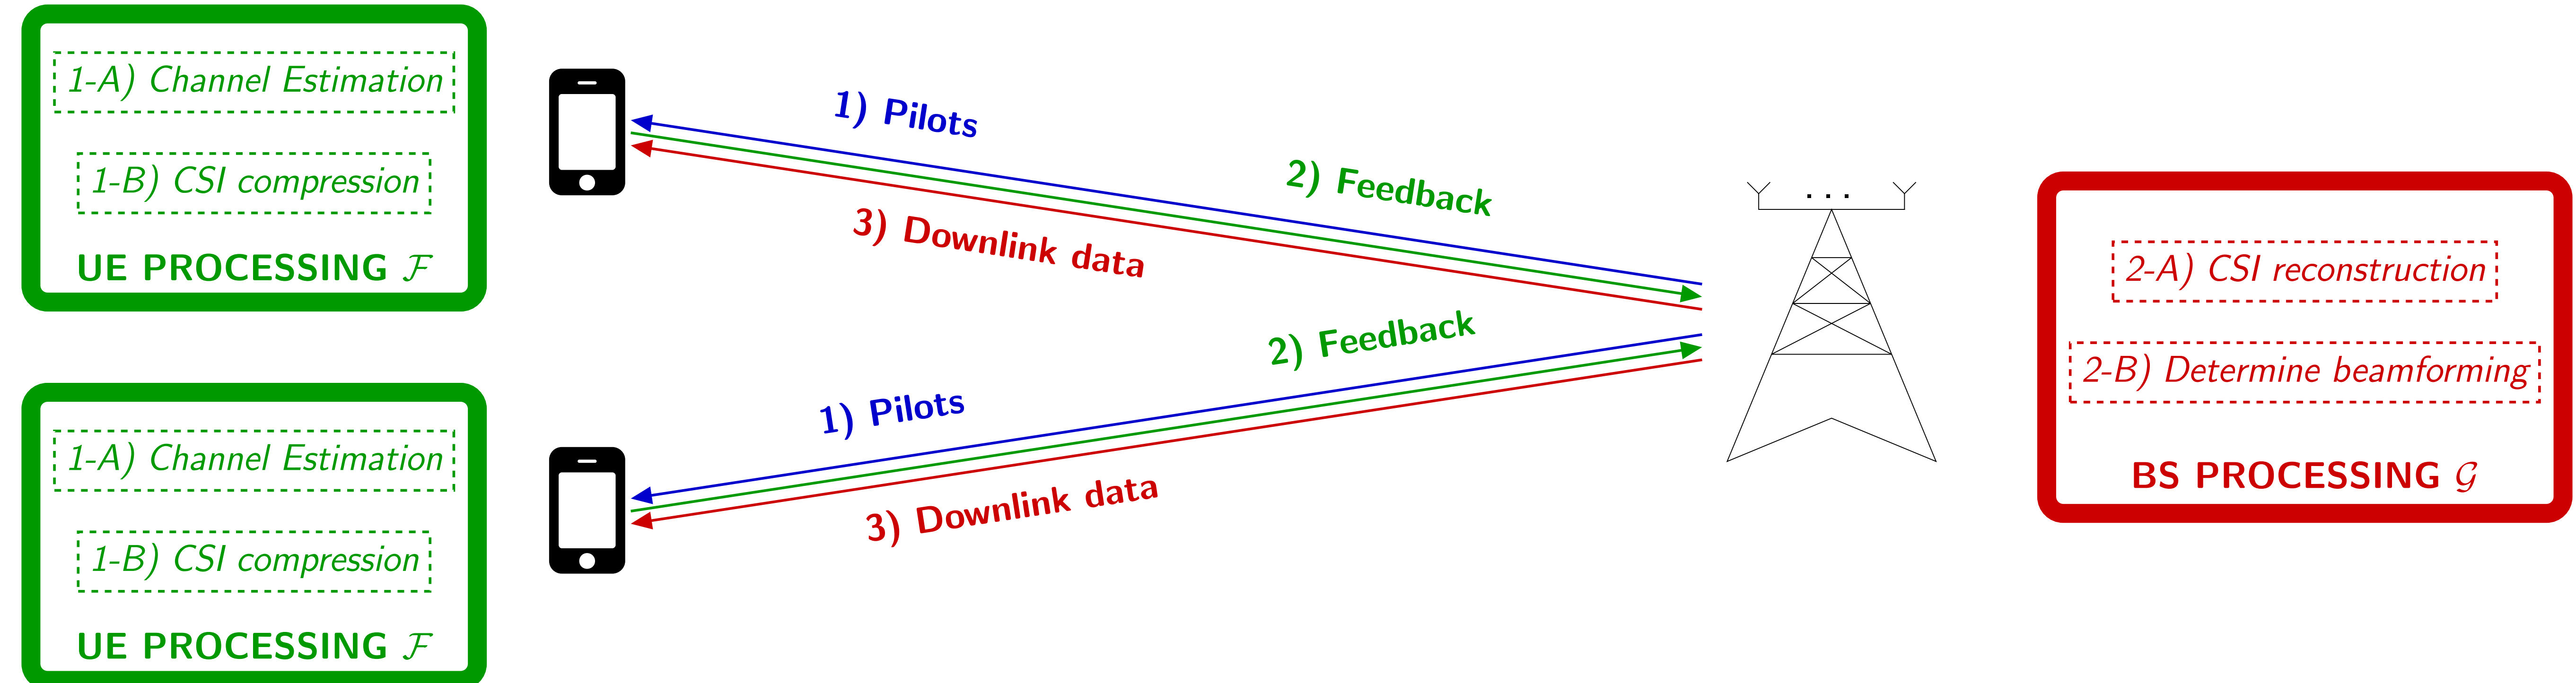 1-A) Channel Estimation
1-B) CSI compression
UE PROCESSING ℱ
1) Pilots
2) Feedback
3) Downlink data
2) Feedback
1) Pilots
3) Downlink data
1-A) Channel Estimation
1-B) CSI compression
UE PROCESSING ℱ
. . .
2-A) CSI reconstruction
2-B) Determine beamforming
BS PROCESSING 𝒢